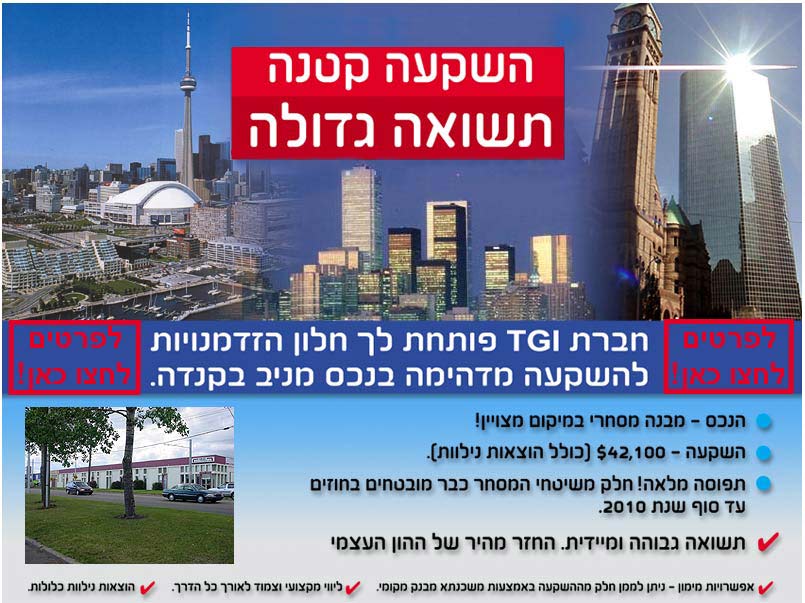 השקעה קטנה
תשואה גדולה
לפרטים
לחצו כאן!
חברת TGI פותחת לך חלון הזדמנויות
להשקעה מדהימה בנכס מניב בקנדה.
לפרטים
לחצו כאן!
הנכס – מבנה מסחרי במיקום מצויין!
השקעה – 42,100$ (כולל הוצאות נילוות).
תפוסה מלאה! חלק משיטחי המסחר כבר מובטחים בחוזים
עד סוף שנת 2010.
תשואה גבוהה ומיידית. החזר מהיר של ההון העצמי
אפשרויות מימון – ניתן לממן חלק מההשקעה באמצעות משכנתא מבנק מקומי. ליווי מקצועי וצמוד לאורך כל הדרך. הוצאות נילוות כלולות.